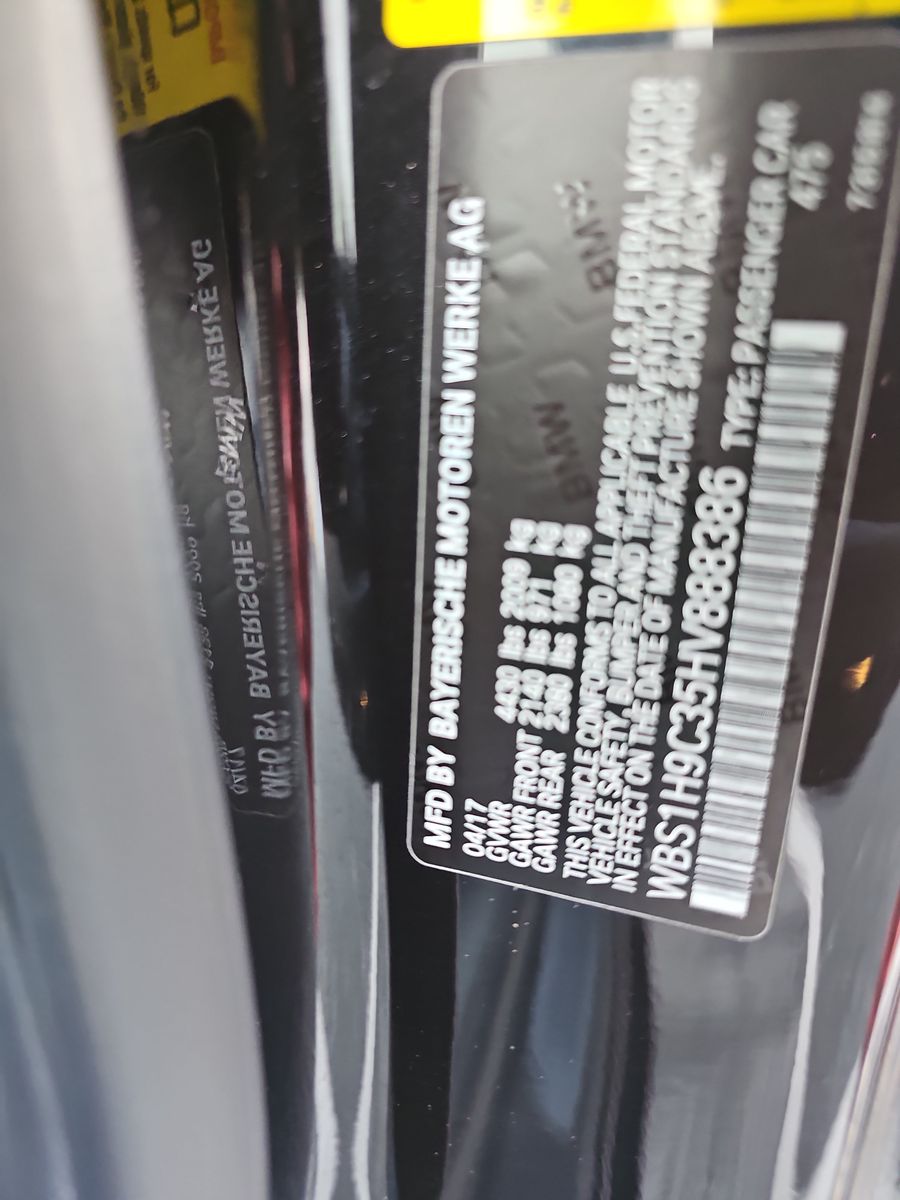 MFD BY BAYERISCHE MOTOREN WERKE AG
04/17
GVWR 4430 lbs 2009 kg
GAWR FRONT 2140 lbs 971 kg
GAWR REAR 2380 lbs 1080 kg
THIS VEHICLE CONFORMS TO ALL APPLICABLE U.S. FEDERAL MOTOR
VEHICLE SAFETY, BUMPER AND THEFT PREVENTION STANDARDS
IN EFFECT ON THE DATE OF MANUFACTURE SHOWN ABOVE.
WBS1H9C35HV888386 TYPE: PASSENGER CAR
475
BMW
BMW
MFD BY BAYERISCHE MOTOREN WERKE AG